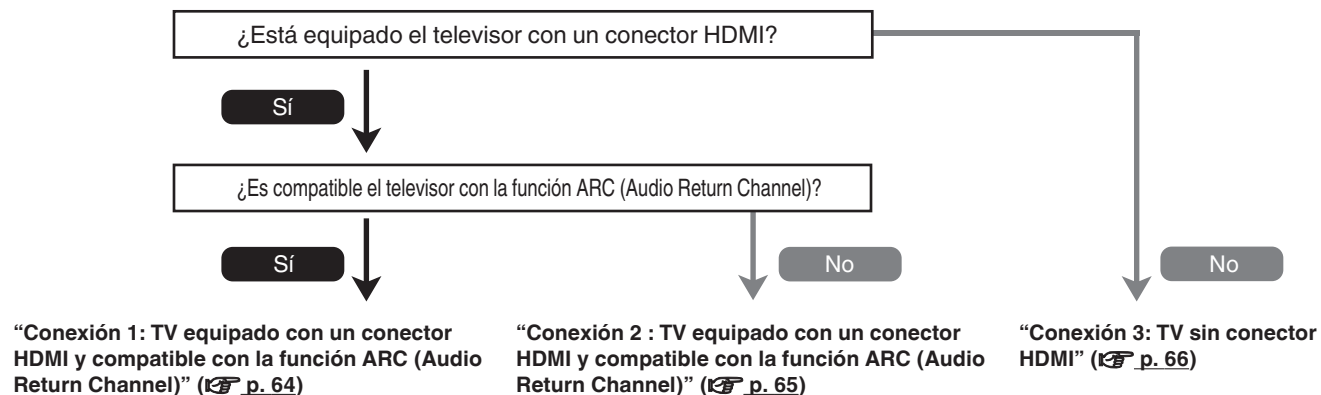 ¿Está equipado el televisor con un conector HDMI?
Sí
¿Es compatible el televisor con la función ARC (Audio Return Channel)?
Sí
No
No
“Conexión 1: TV equipado con un conector
HDMI y compatible con la función ARC (Audio
Return Channel)” (☞ p. 64)
“Conexión 2 : TV equipado con un conector
HDMI y compatible con la función ARC (Audio
Return Channel)” (☞ p. 65)
“Conexión 3: TV sin conector
HDMI” (☞ p. 66)